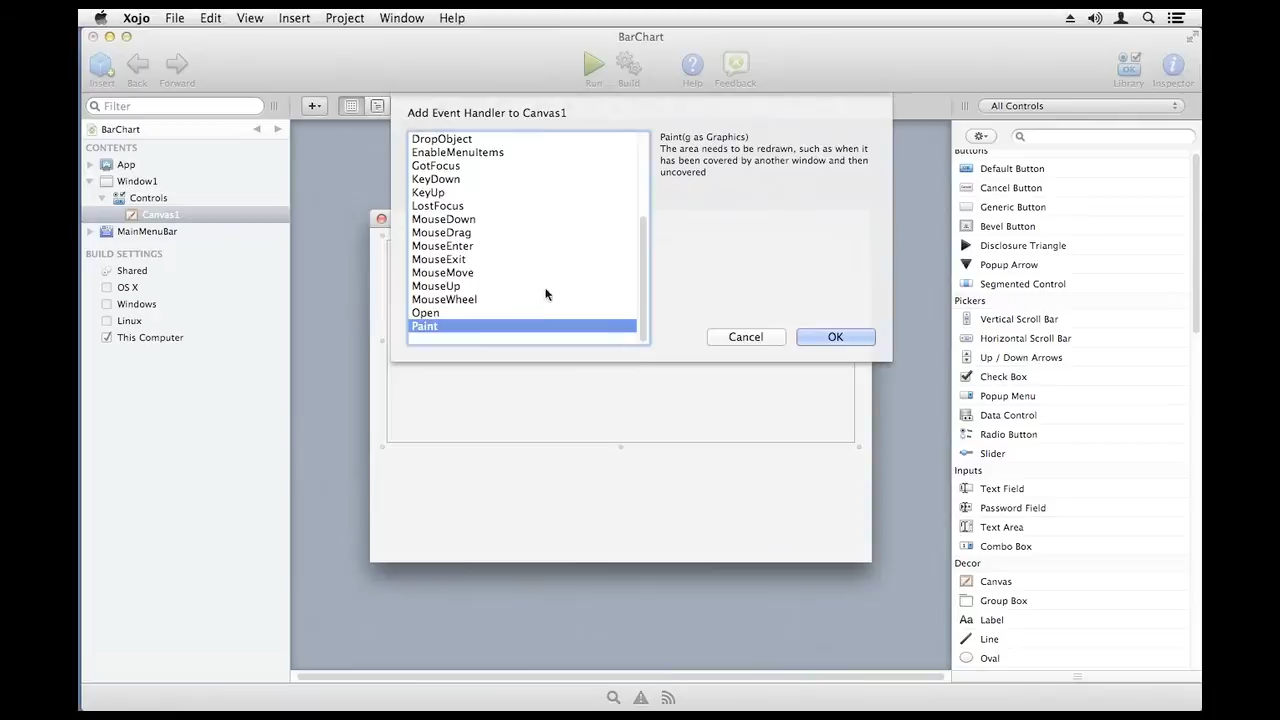 Xojo File Edit View Insert Project Window Help
BarChart
Insert Back Forward Run Build Help Feedback Library Inspector
Filter
All Controls
BarChart
CONTENTS
App
Window1
Controls
Canvas1
MainMenuBar
BUILD SETTINGS
Shared
OS X
Windows
Linux
This Computer
Add Event Handler to Canvas1
DropObject
EnableMenuItems
GotFocus
KeyDown
KeyUp
LostFocus
MouseDown
MouseDrag
MouseEnter
MouseExit
MouseMove
MouseUp
MouseWheel
Open
Paint
Paint(g as Graphics)
The area needs to be redrawn, such as when it
has been covered by another window and then
uncovered
Cancel OK
Buttons
Default Button
Cancel Button
Generic Button
Bevel Button
Disclosure Triangle
Popup Arrow
Segmented Control
Pickers
Vertical Scroll Bar
Horizontal Scroll Bar
Up / Down Arrows
Check Box
Popup Menu
Data Control
Radio Button
Slider
Inputs
Text Field
Password Field
Text Area
Combo Box
Decor
Canvas
Group Box
Aa Label
Line
Oval